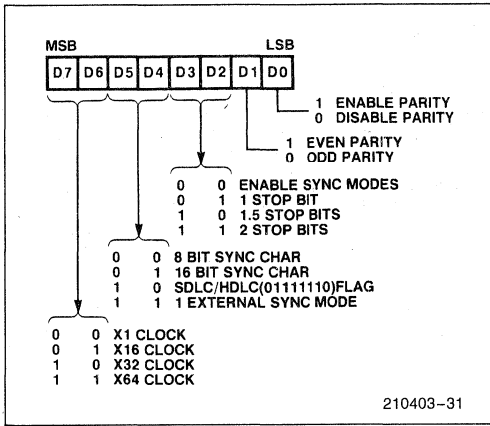 MSB LSB
D7 D6 D5 D4 D3 D2 D1 D0
1 ENABLE PARITY
0 DISABLE PARITY
1 EVEN PARITY
0 ODD PARITY
0 0 ENABLE SYNC MODES
0 1 1 STOP BIT
1 0 1.5 STOP BITS
1 1 2 STOP BITS
0 0 8 BIT SYNC CHAR
0 1 16 BIT SYNC CHAR
1 0 SDLC/HDLC(01111110)FLAG
1 1 1 EXTERNAL SYNC MODE
0 0 X1 CLOCK
0 1 X16 CLOCK
1 0 X32 CLOCK
1 1 X64 CLOCK
210403-31